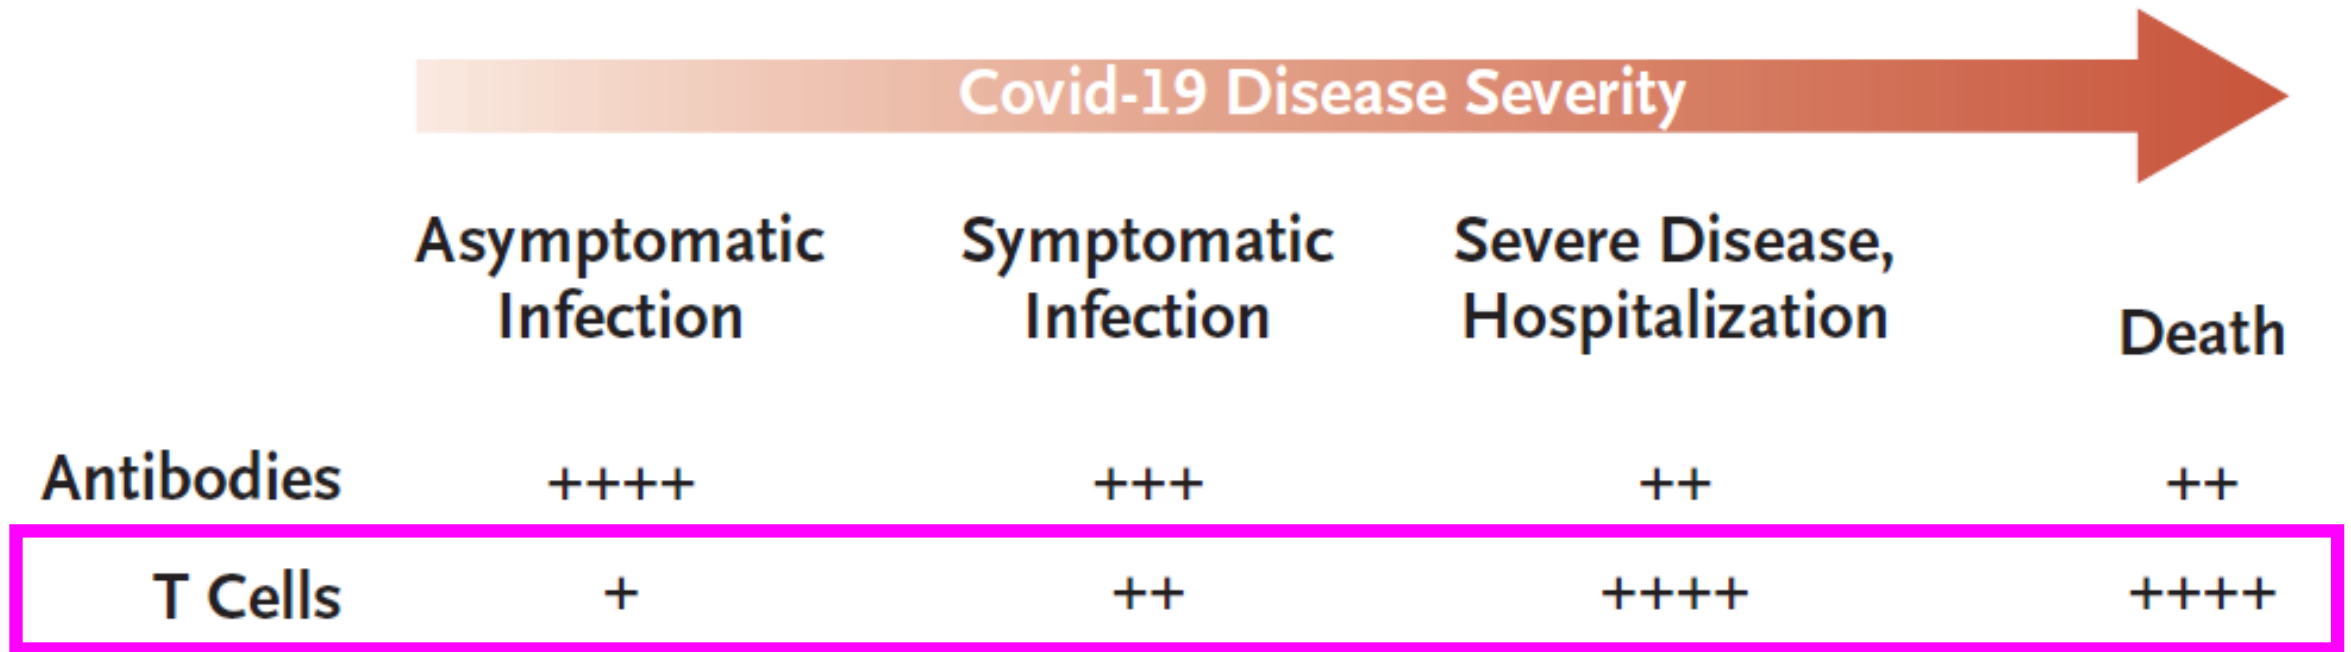 Covid-19 Disease Severity
Asymptomatic Infection
Symptomatic Infection
Severe Disease, Hospitalization
Death
Antibodies ++++ +++ ++ ++
T Cells + ++ ++++ ++++